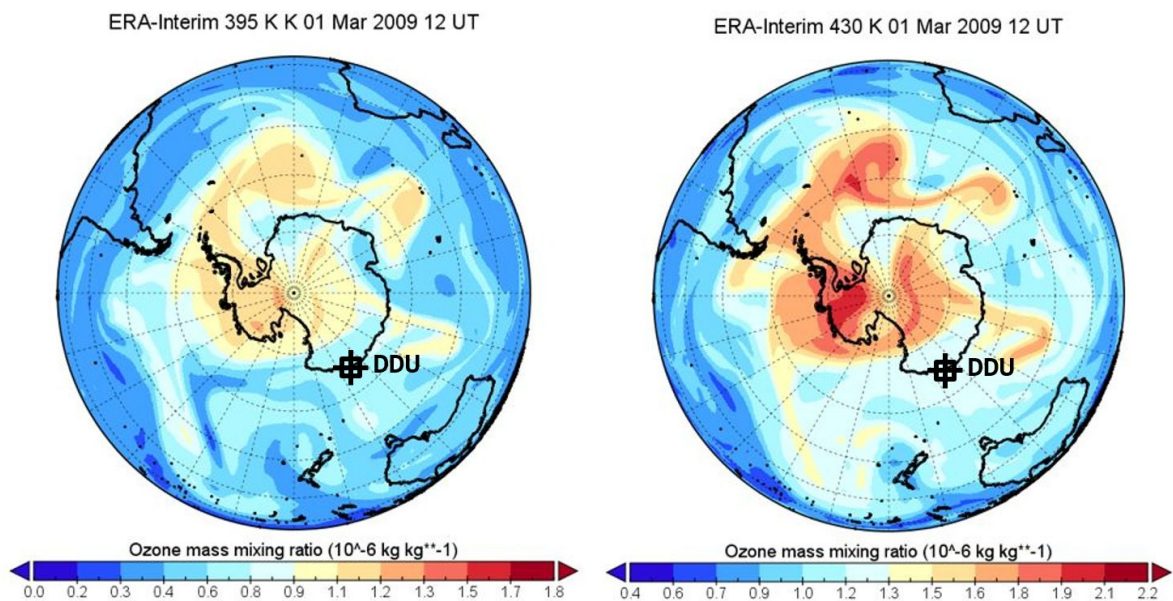 ERA-Interim 395 K K 01 Mar 2009 12 UT
DDU
Ozone mass mixing ratio (10^-6 kg kg**-1)
0.0 0.2 0.3 0.4 0.6 0.8 0.9 1.1 1.2 1.3 1.5 1.7 1.8
ERA-Interim 430 K 01 Mar 2009 12 UT
DDU
Ozone mass mixing ratio (10^-6 kg kg**-1)
0.4 0.6 0.7 0.9 1.0 1.1 1.3 1.5 1.6 1.8 1.9 2.1 2.2